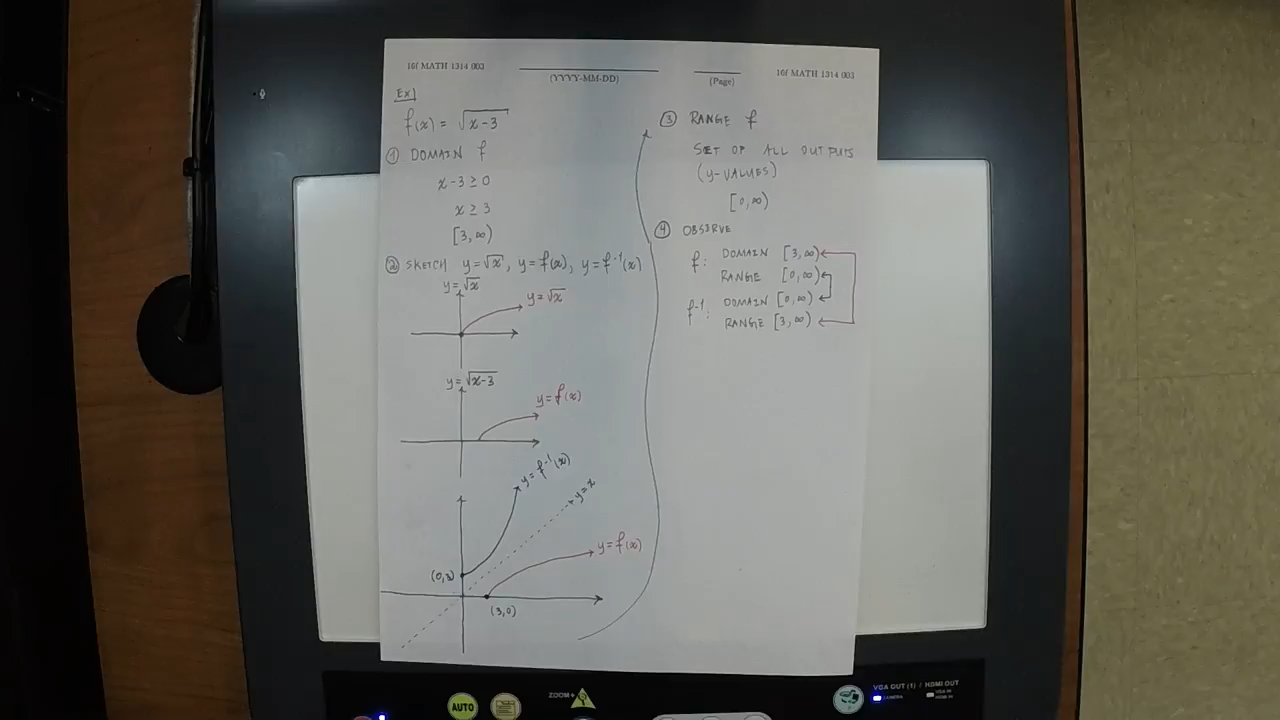 16f MATH 1314 003
(YYYY-MM-DD)
(Page)
16f MATH 1314 003
EX1
f(x) = √x-3
① DOMAIN f
x-3 ≥ 0
x ≥ 3
[3, ∞)
② SKETCH y=√x, y=f(x), y=f⁻¹(x)
y=√x
y=√x
y=√x-3
y=f(x)
y=f⁻¹(x)
y=x
y=f(x)
(0,3)
(3,0)
③ RANGE f
SET OF ALL OUTPUTS
(y-VALUES)
[0,∞)
④ OBSERVE
f: DOMAIN [3,∞)
RANGE [0,∞)
f⁻¹: DOMAIN [0,∞)
RANGE [3,∞)
VGA OUT (1) / HDMI OUT
CAMERA
ZOOM+
AUTO